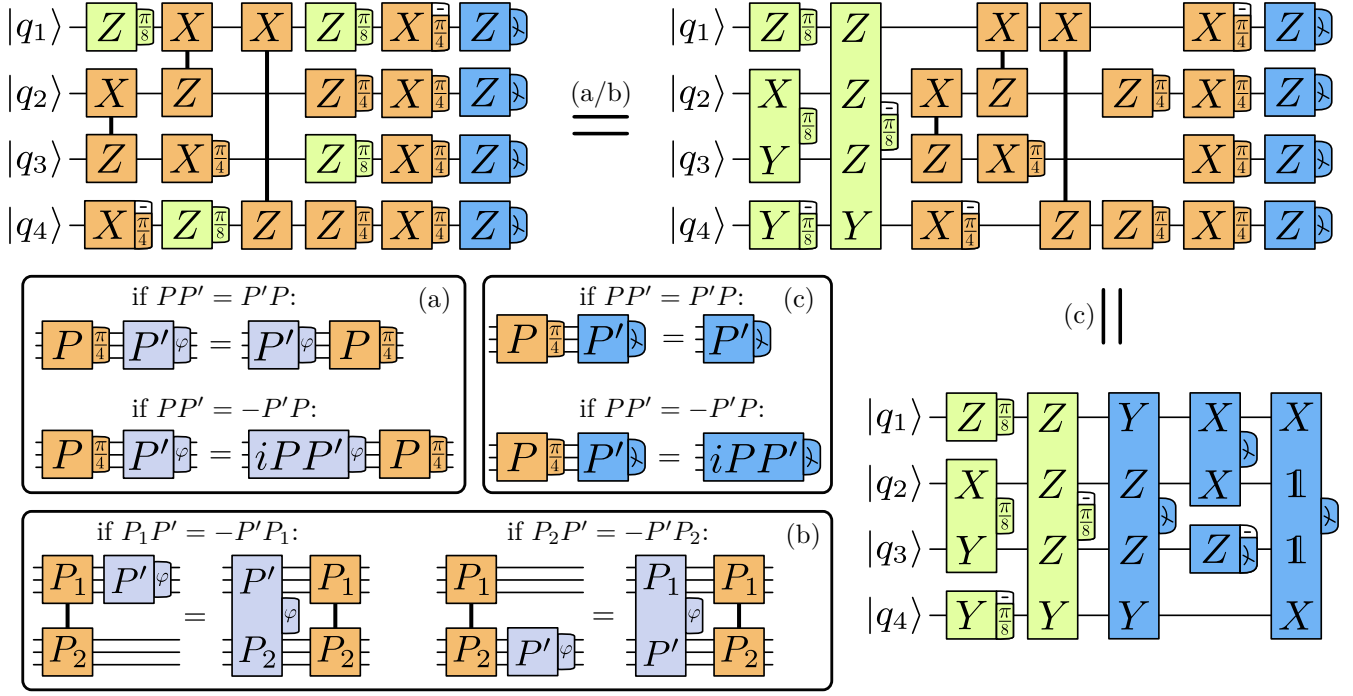 |q₁⟩ Z π/8 X X Z π/8 X -π/4 Z
|q₂⟩ X Z Z π/4 X π/4 Z
|q₃⟩ Z X π/4 Z π/8 X π/4 Z
|q₄⟩ X -π/4 Z π/8 Z Z π/4 X π/4 Z
(a/b)
|q₁⟩ Z π/8 Z X X X -π/4 Z
|q₂⟩ X Z X Z Z π/4 X π/4 Z
π/8 -π/8
|q₃⟩ Y Z Z X π/4 X π/4 Z
|q₄⟩ Y -π/8 Y X -π/4 Z Z π/4 X π/4 Z
if PP′ = P′P: (a)
P π/4 P′ φ = P′ φ P π/4
if PP′ = −P′P:
P π/4 P′ φ = iPP′ φ P π/4
if PP′ = P′P: (c)
P π/4 P′ = P′
if PP′ = −P′P:
P π/4 P′ = iPP′
(c)
if P₁P′ = −P′P₁:
P₁ P′ φ = P′ φ P₁
P₂ P₂ P₂
if P₂P′ = −P′P₂: (b)
P₁ = P₁ φ P₁
P₂ P′ φ P′ P₂
|q₁⟩ Z π/8 Z Y X X
|q₂⟩ X Z Z X 𝟙
π/8 -π/8
|q₃⟩ Y Z Z Z - 𝟙
|q₄⟩ Y -π/8 Y Y X